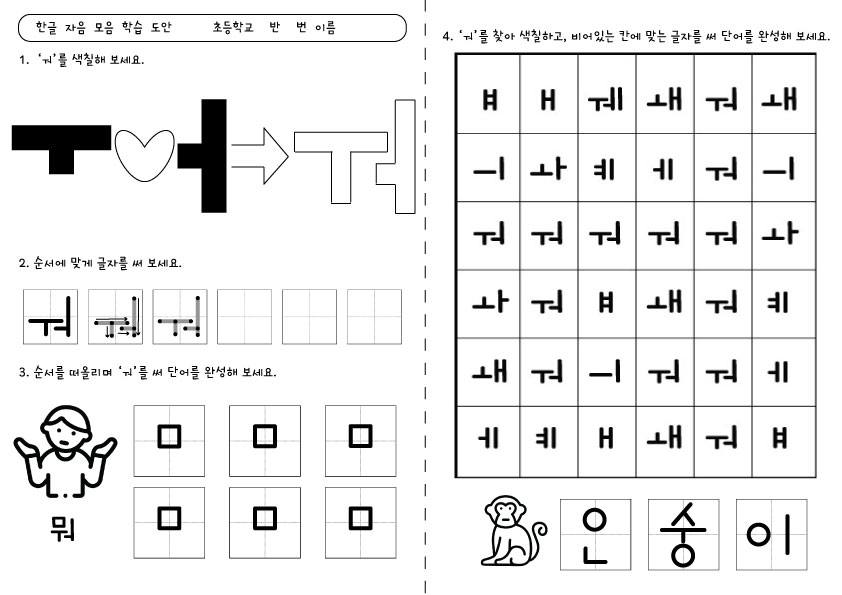 한글 자음 모음 학습 도안 초등학교 반 번 이름
1. 'ㅝ'를 색칠해 보세요.
ㅜ ㅓ ㅝ
2. 순서에 맞게 글자를 써 보세요.
ㅝ ㅝ ㅝ
3. 순서를 떠올리며 'ㅝ'를 써 단어를 완성해 보세요.
ㅁ ㅁ ㅁ
ㅁ ㅁ ㅁ
뭐
4. 'ㅝ'를 찾아 색칠하고, 비어있는 칸에 맞는 글자를 써 단어를 완성해 보세요.
ㅒ ㅐ ㅞ ㅙ ㅝ ㅙ
ㅢ ㅘ ㅖ ㅔ ㅝ ㅢ
ㅝ ㅝ ㅝ ㅝ ㅝ ㅘ
ㅘ ㅝ ㅒ ㅙ ㅝ ㅖ
ㅙ ㅝ ㅢ ㅝ ㅝ ㅔ
ㅔ ㅖ ㅐ ㅙ ㅝ ㅒ
ㅇㄴ 숭 이